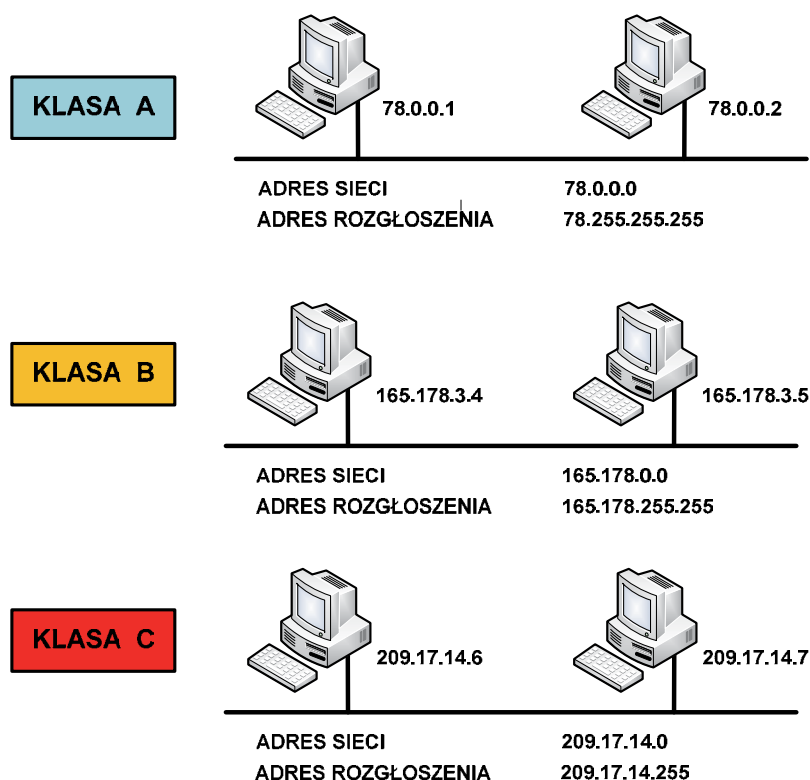 KLASA A
78.0.0.1
78.0.0.2
ADRES SIECI 78.0.0.0
ADRES ROZGŁOSZENIA 78.255.255.255
KLASA B
165.178.3.4
165.178.3.5
ADRES SIECI 165.178.0.0
ADRES ROZGŁOSZENIA 165.178.255.255
KLASA C
209.17.14.6
209.17.14.7
ADRES SIECI 209.17.14.0
ADRES ROZGŁOSZENIA 209.17.14.255